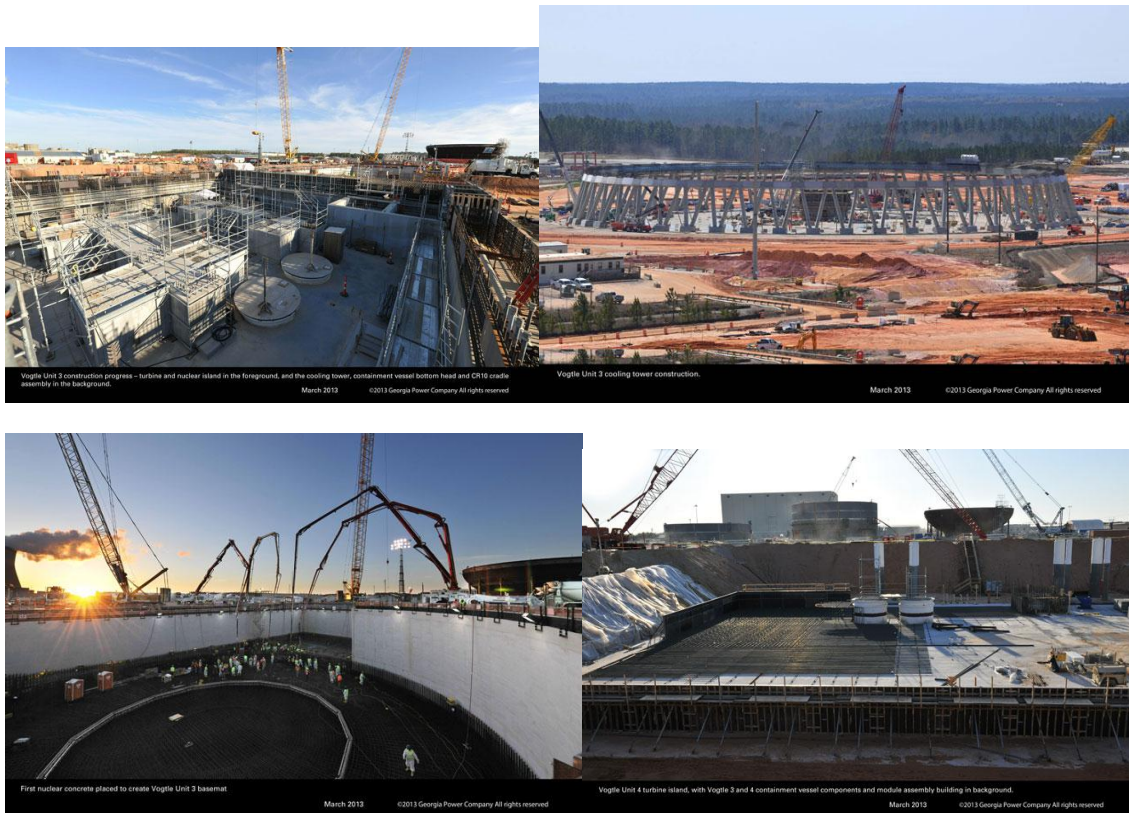 Vogtle Unit 3 construction progress – turbine and nuclear island in the foreground, and the cooling tower, containment vessel bottom head and CR10 cradle
assembly in the background.
March 2013 ©2013 Georgia Power Company All rights reserved
Vogtle Unit 3 cooling tower construction.
March 2013 ©2013 Georgia Power Company All rights reserved
First nuclear concrete placed to create Vogtle Unit 3 basemat
March 2013 ©2013 Georgia Power Company All rights reserved
Vogtle Unit 4 turbine island, with Vogtle 3 and 4 containment vessel components and module assembly building in background.
March 2013 ©2013 Georgia Power Company All rights reserved